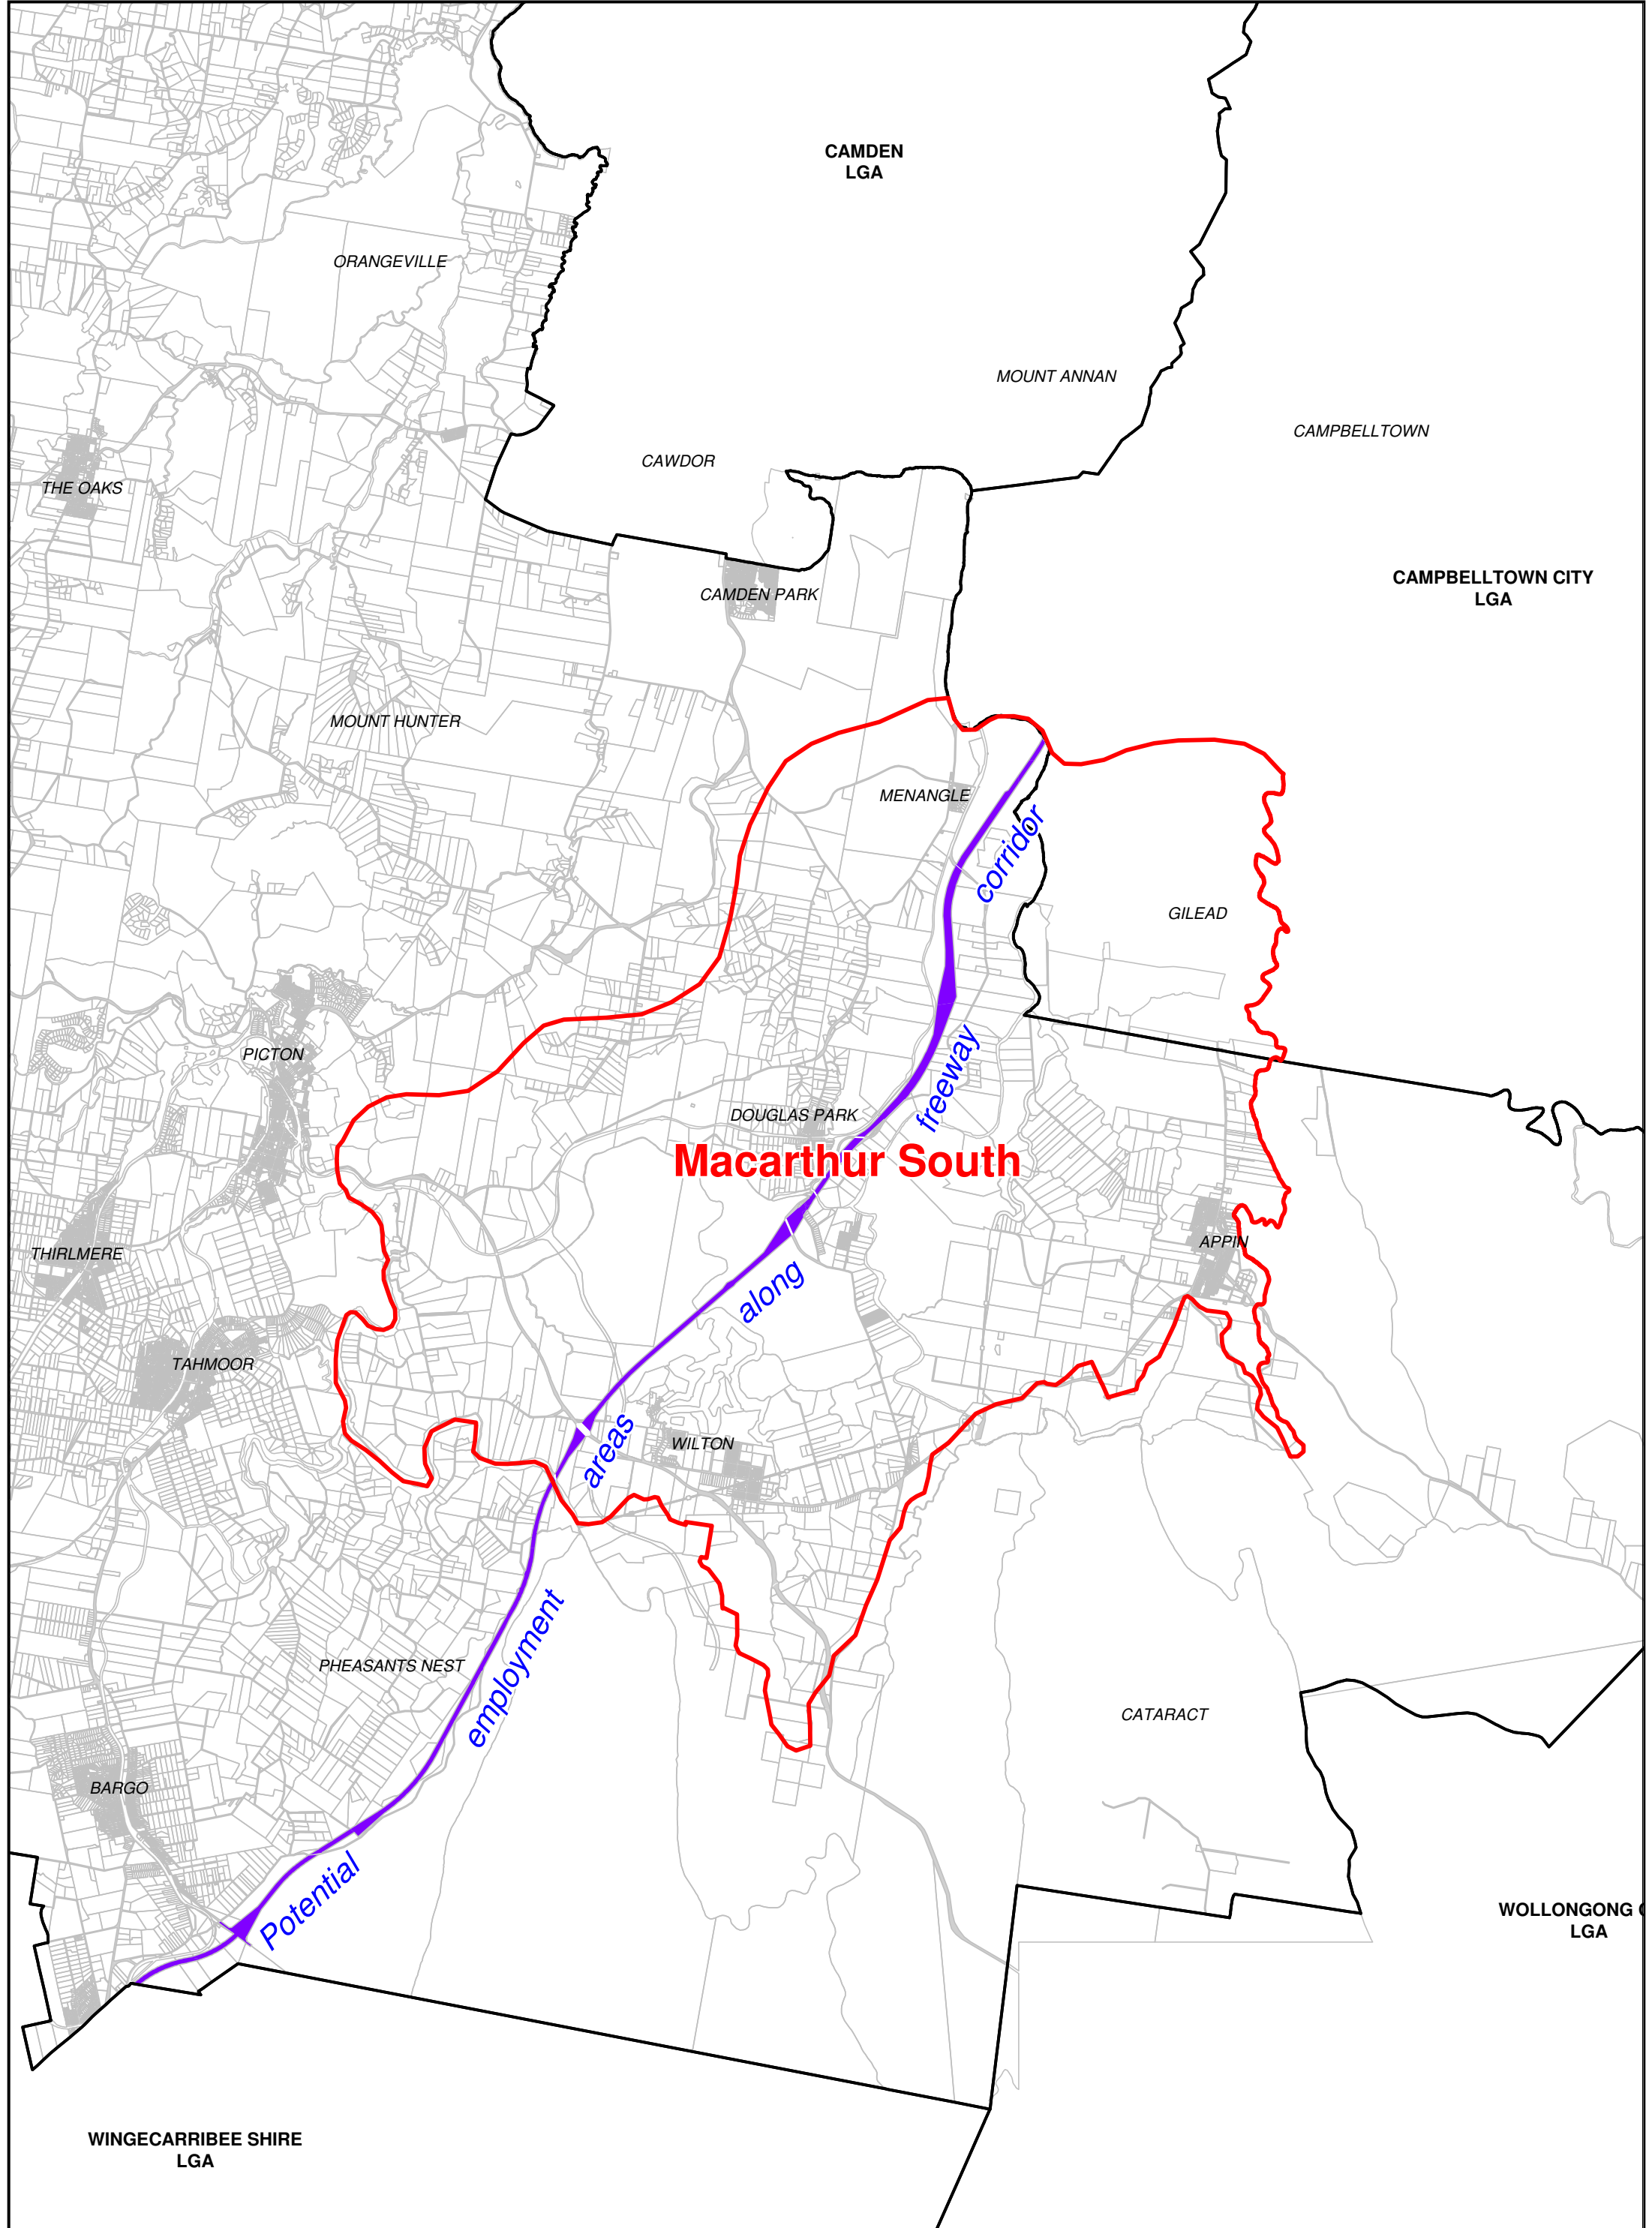 CAMDEN
LGA
ORANGEVILLE
MOUNT ANNAN
CAMPBELLTOWN
CAWDOR
THE OAKS
CAMPBELLTOWN CITY
LGA
CAMDEN PARK
MOUNT HUNTER
MENANGLE
corridor
GILEAD
PICTON
freeway
DOUGLAS PARK
Macarthur South
APPIN
THIRLMERE
along
TAHMOOR
areas
WILTON
employment
PHEASANTS NEST
CATARACT
BARGO
Potential
WOLLONGONG
LGA
WINGECARRIBEE SHIRE
LGA